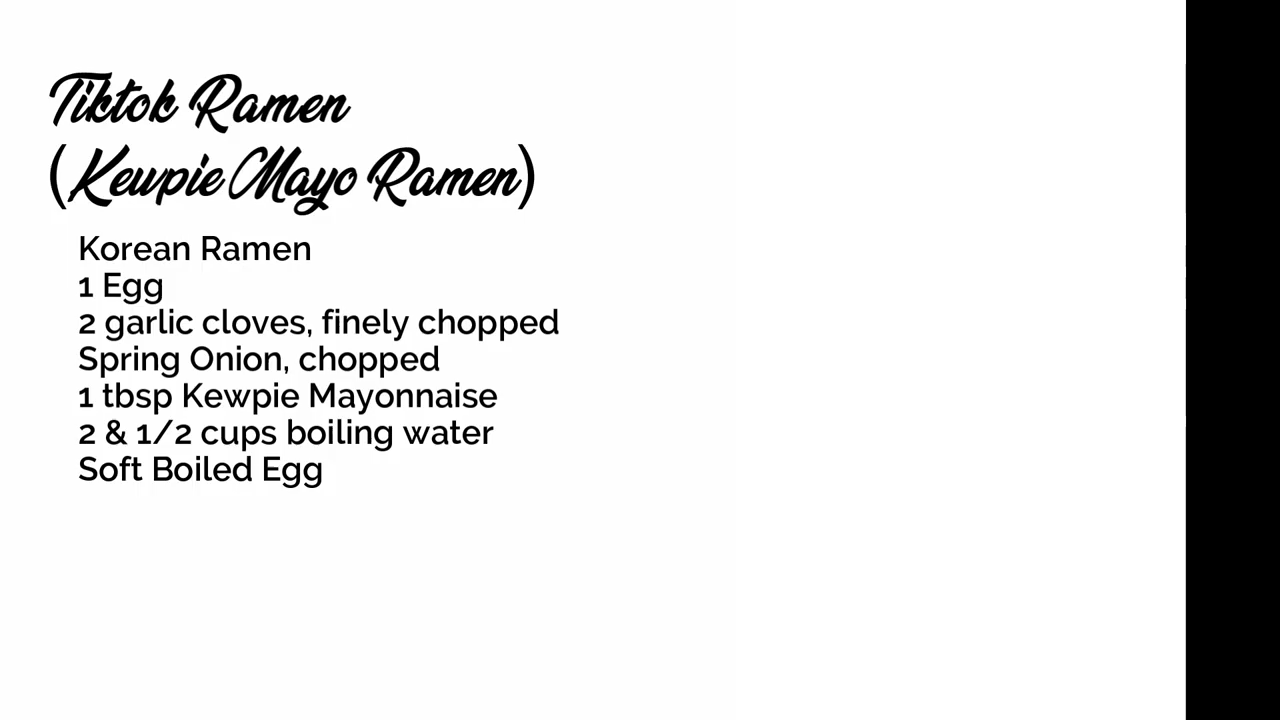 Tiktok Ramen
(Kewpie Mayo Ramen)
Korean Ramen
1 Egg
2 garlic cloves, finely chopped
Spring Onion, chopped
1 tbsp Kewpie Mayonnaise
2 & 1/2 cups boiling water
Soft Boiled Egg